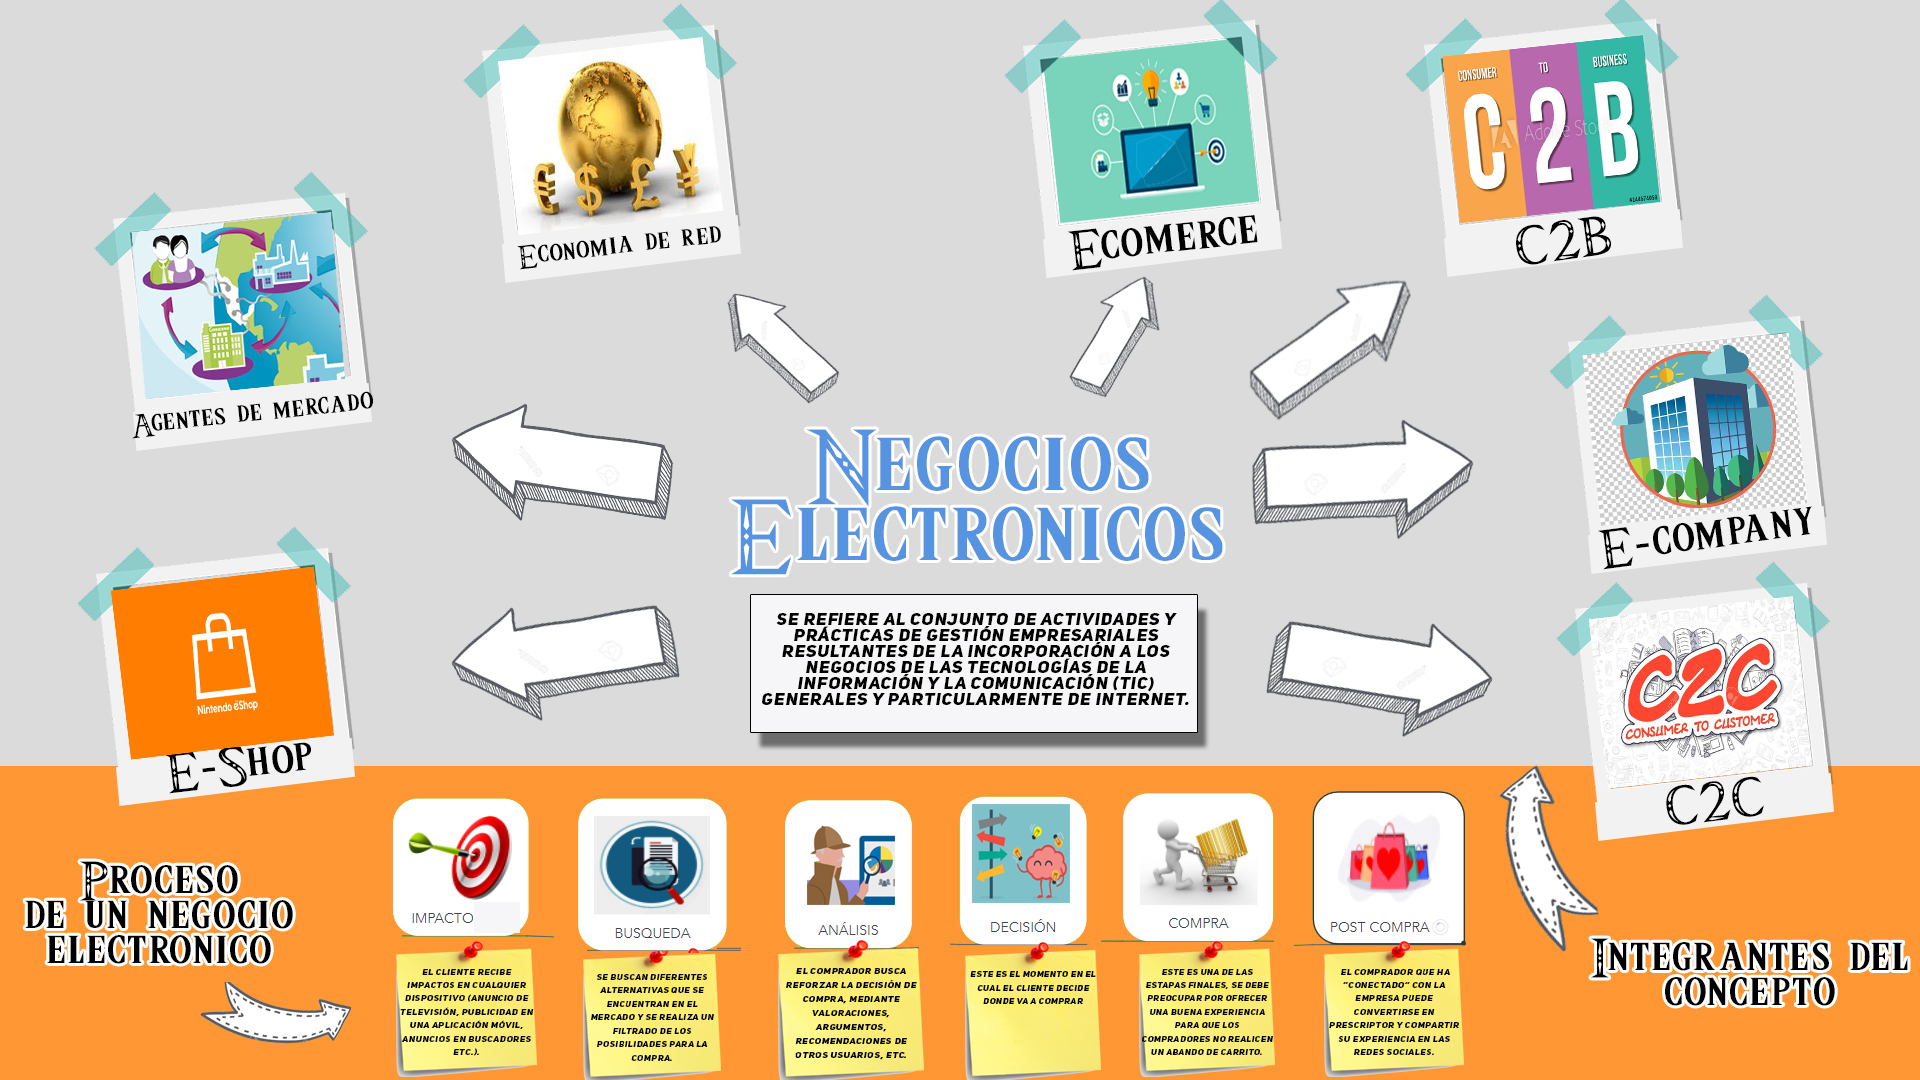 CONSUMER TO BUSINESS
C2B
Adobe Sto
#144574059
C2B
ECONOMIA DE RED
ECOMERCE
AGENTES DE MERCADO
E-COMPANY
NEGOCIOS
ELECTRONICOS
SE REFIERE AL CONJUNTO DE ACTIVIDADES Y
PRÁCTICAS DE GESTIÓN EMPRESARIALES
RESULTANTES DE LA INCORPORACIÓN A LOS
NEGOCIOS DE LAS TECNOLOGÍAS DE LA
INFORMACIÓN Y LA COMUNICACIÓN (TIC)
GENERALES Y PARTICULARMENTE DE INTERNET.
Nintendo eShop
E-SHOP
C2C
CONSUMER TO CUSTOMER
C2C
PROCESO
DE UN NEGOCIO
ELECTRONICO
IMPACTO
EL CLIENTE RECIBE
IMPACTOS EN CUALQUIER
DISPOSITIVO (ANUNCIO DE
TELEVISIÓN, PUBLICIDAD EN
UNA APLICACIÓN MÓVIL,
ANUNCIOS EN BUSCADORES
ETC.).
BUSQUEDA
SE BUSCAN DIFERENTES
ALTERNATIVAS QUE SE
ENCUENTRAN EN EL
MERCADO Y SE REALIZA UN
FILTRADO DE LOS
POSIBILIDADES PARA LA
COMPRA.
ANÁLISIS
EL COMPRADOR BUSCA
REFORZAR LA DECISIÓN DE
COMPRA, MEDIANTE
VALORACIONES,
ARGUMENTOS,
RECOMENDACIONES DE
OTROS USUARIOS, ETC.
DECISIÓN
ESTE ES EL MOMENTO EN EL
CUAL EL CLIENTE DECIDE
DONDE VA A COMPRAR
COMPRA
ESTE ES UNA DE LAS
ESTAPAS FINALES, SE DEBE
PREOCUPAR POR OFRECER
UNA BUENA EXPERIENCIA
PARA QUE LOS
COMPRADORES NO REALICEN
UN ABANDO DE CARRITO.
POST COMPRA
EL COMPRADOR QUE HA
"CONECTADO" CON LA
EMPRESA PUEDE
CONVERTIRSE EN
PRESCRIPTOR Y COMPARTIR
SU EXPERIENCIA EN LAS
REDES SOCIALES.
INTEGRANTES DEL
CONCEPTO